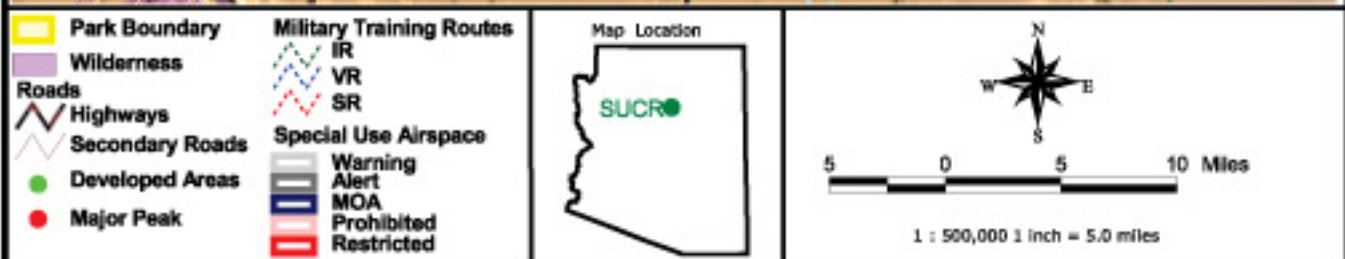 Park Boundary
Wilderness
Roads
Highways
Secondary Roads
Developed Areas
Major Peak
Military Training Routes
IR
VR
SR
Special Use Airspace
Warning
Alert
MOA
Prohibited
Restricted
Map Location
SUCR
N
W E
S
5 0 5 10 Miles
1 : 500,000 1 inch = 5.0 miles